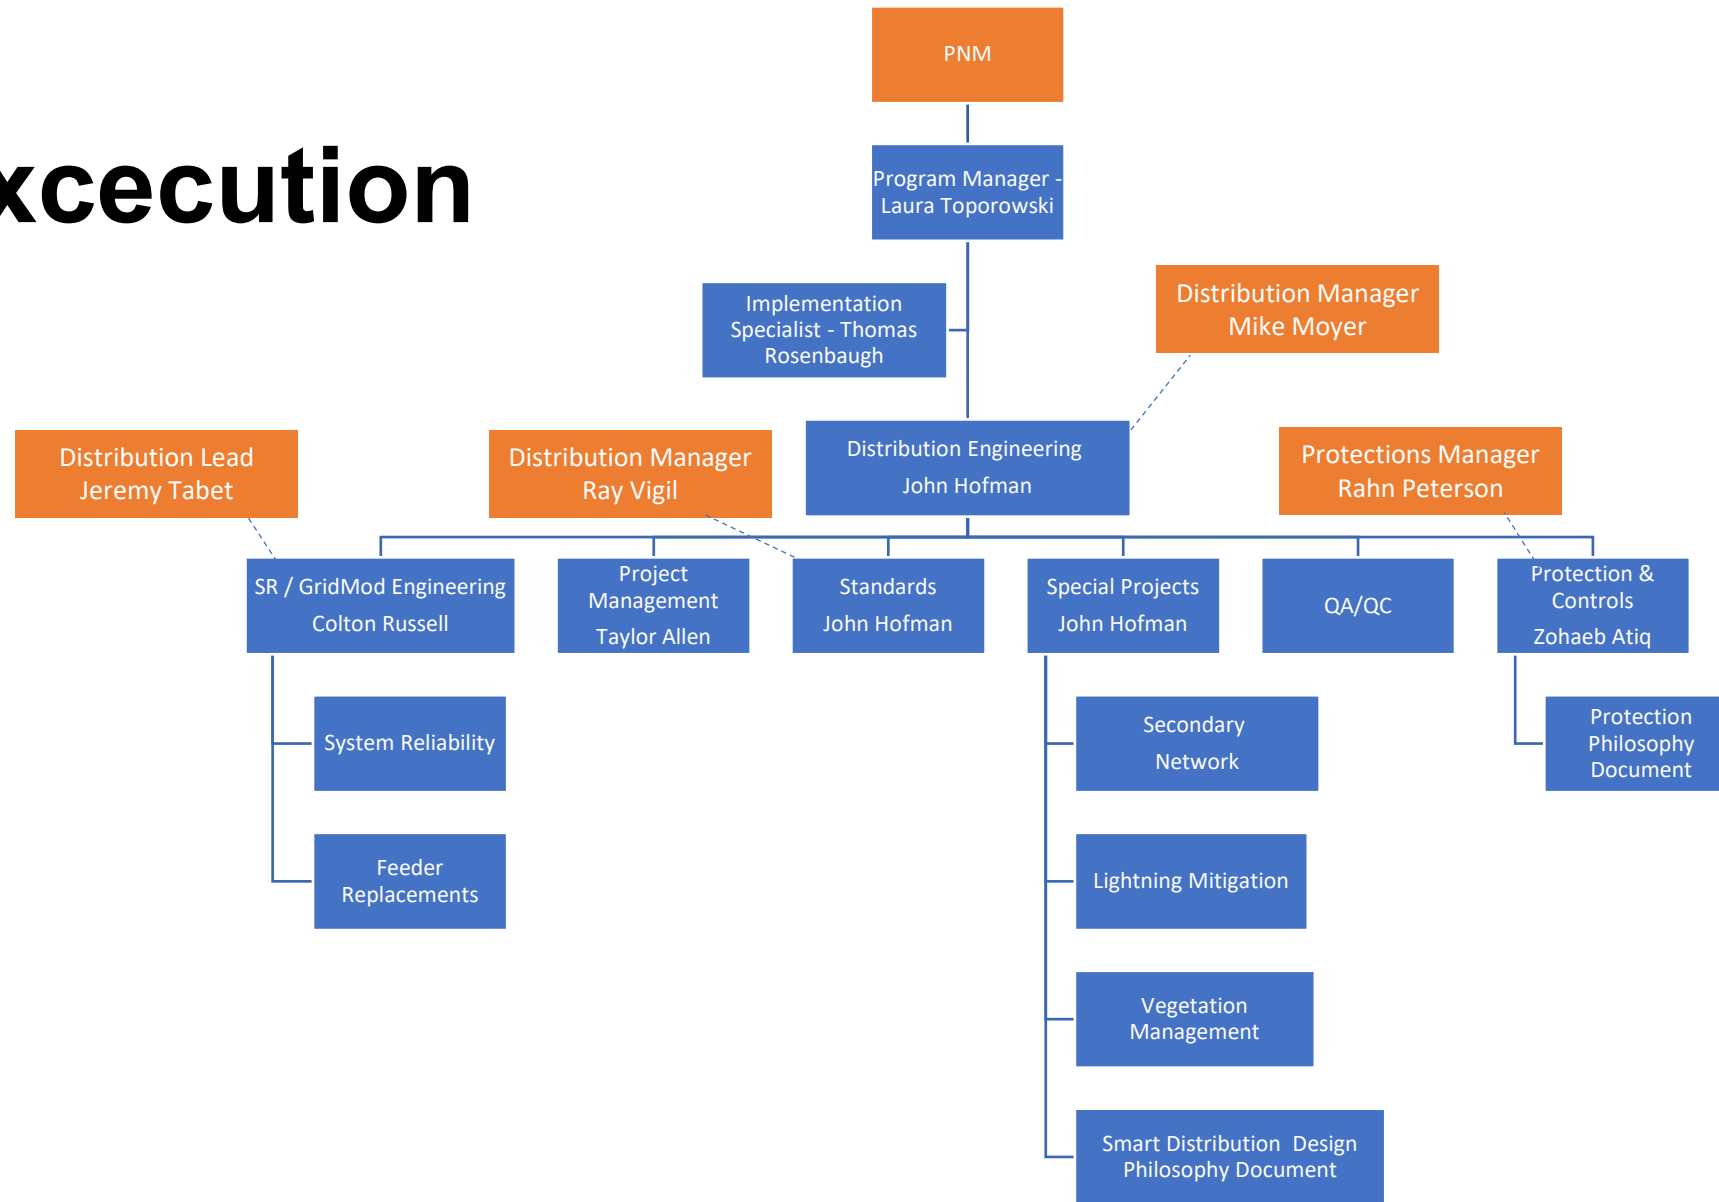 PNM
xcecution
Program Manager -
Laura Toporowski
Implementation
Specialist - Thomas
Rosenbaugh
Distribution Manager
Mike Moyer
Distribution Engineering
John Hofman
Distribution Lead
Jeremy Tabet
Distribution Manager
Ray Vigil
Protections Manager
Rahn Peterson
SR / GridMod Engineering
Colton Russell
Project
Management
Taylor Allen
Standards
John Hofman
Special Projects
John Hofman
QA/QC
Protection &
Controls
Zohaeb Atiq
System Reliability
Feeder
Replacements
Secondary
Network
Lightning Mitigation
Vegetation
Management
Smart Distribution  Design
Philosophy Document
Protection
Philosophy
Document